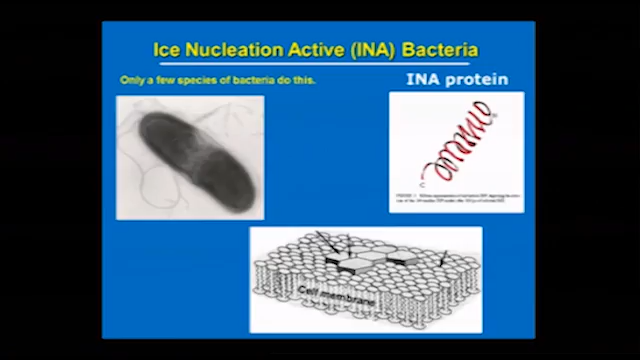 Ice Nucleation Active (INA) Bacteria
Only a few species of bacteria do this.
INA protein
C
Cell membrane